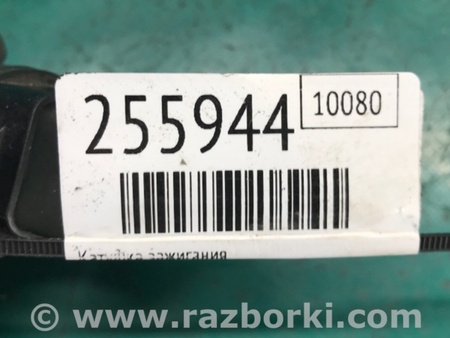 255944 10080
Катушка зажигания
© www.razborki.com